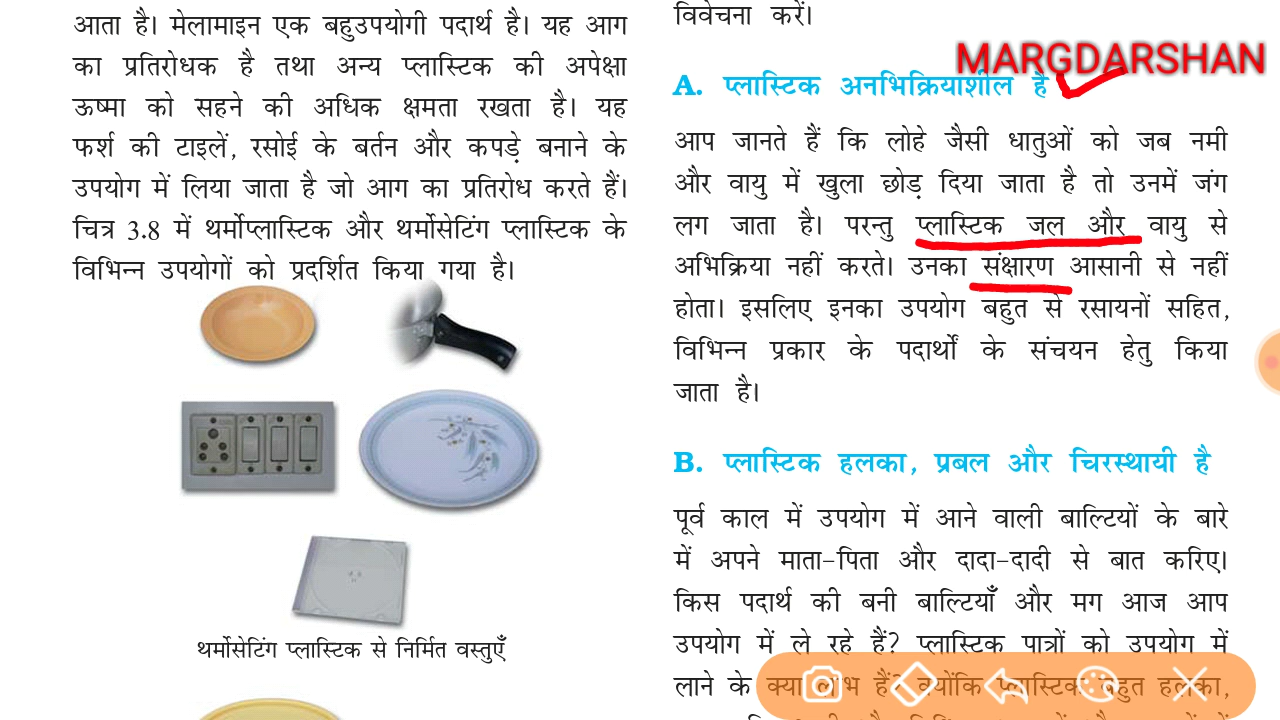 आता है। मेलामाइन एक बहुउपयोगी पदार्थ है। यह आग
का प्रतिरोधक है तथा अन्य प्लास्टिक की अपेक्षा
ऊष्मा को सहने की अधिक क्षमता रखता है। यह
फर्श की टाइलें, रसोई के बर्तन और कपड़े बनाने के
उपयोग में लिया जाता है जो आग का प्रतिरोध करते हैं।
चित्र 3.8 में थर्मोप्लास्टिक और थर्मोसेटिंग प्लास्टिक के
विभिन्न उपयोगों को प्रदर्शित किया गया है।
थर्मोसेटिंग प्लास्टिक से निर्मित वस्तुएँ
विवेचना करें।
MARGDARSHAN
A. प्लास्टिक अनभिक्रियाशील है
आप जानते हैं कि लोहे जैसी धातुओं को जब नमी
और वायु में खुला छोड़ दिया जाता है तो उनमें जंग
लग जाता है। परन्तु प्लास्टिक जल और वायु से
अभिक्रिया नहीं करते। उनका संक्षारण आसानी से नहीं
होता। इसलिए इनका उपयोग बहुत से रसायनों सहित,
विभिन्न प्रकार के पदार्थों के संचयन हेतु किया
जाता है।
B. प्लास्टिक हलका, प्रबल और चिरस्थायी है
पूर्व काल में उपयोग में आने वाली बाल्टियों के बारे
में अपने माता-पिता और दादा-दादी से बात करिए।
किस पदार्थ की बनी बाल्टियाँ और मग आज आप
उपयोग में ले रहे हैं? प्लास्टिक पात्रों को उपयोग में
लाने के क्या लाभ हैं? क्योंकि प्लास्टिक बहुत हलका,